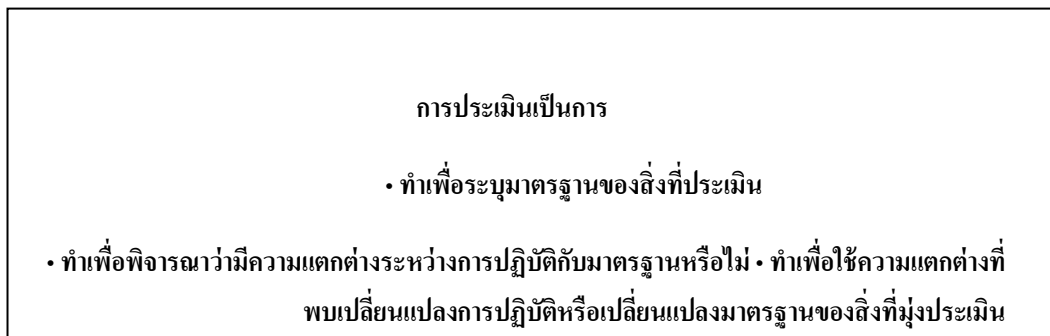 การประเมินเป็นการ
• ทำเพื่อระบุมาตรฐานของสิ่งที่ประเมิน
• ทำเพื่อพิจารณาว่ามีความแตกต่างระหว่างการปฏิบัติกับมาตรฐานหรือไม่ • ทำเพื่อใช้ความแตกต่างที่
พบเปลี่ยนแปลงการปฏิบัติหรือเปลี่ยนแปลงมาตรฐานของสิ่งที่มุ่งประเมิน